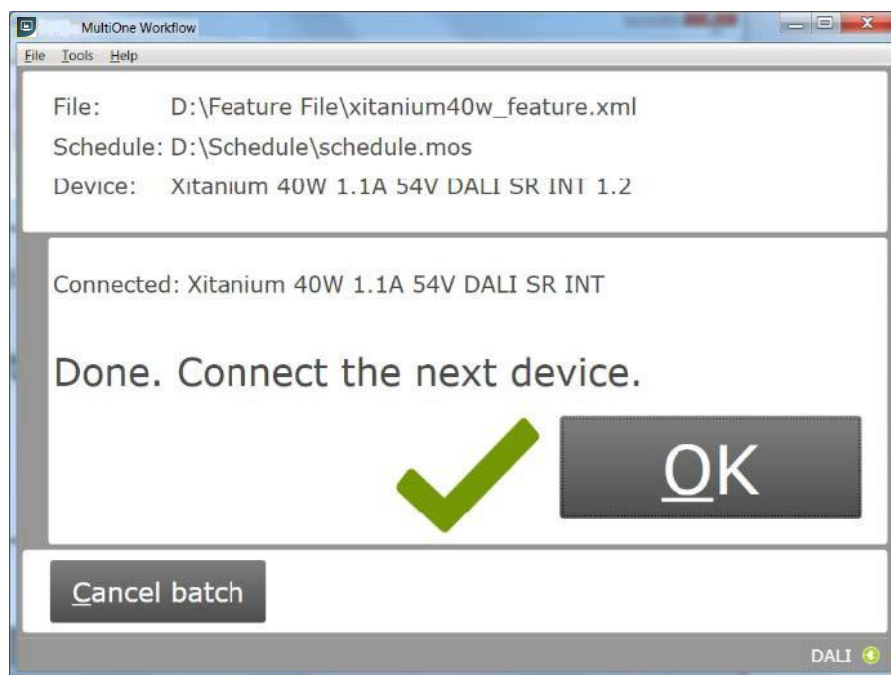 MultiOne Workflow
File Tools Help
File: D:\Feature File\xitanium40w_feature.xml
Schedule: D:\Schedule\schedule.mos
Device: Xitanium 40W 1.1A 54V DALI SR INT 1.2
Connected: Xitanium 40W 1.1A 54V DALI SR INT
Done. Connect the next device.
OK
Cancel batch
DALI